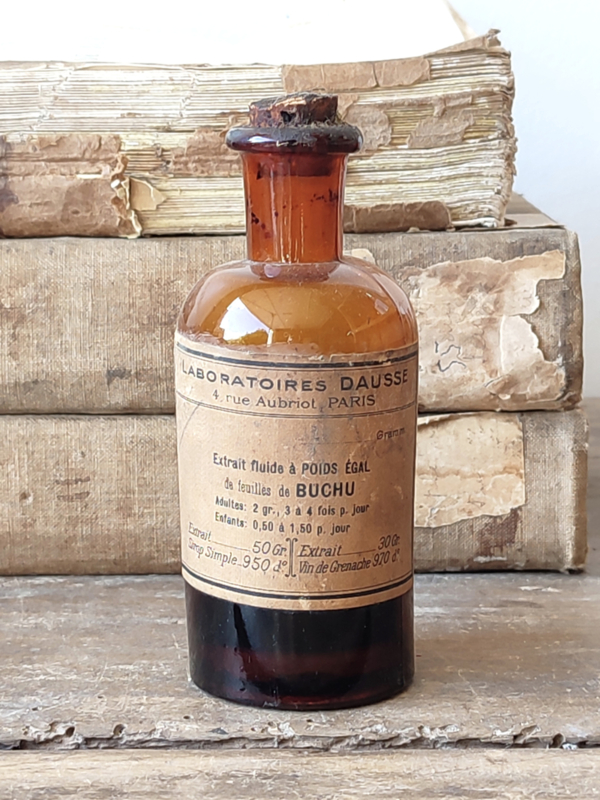 LABORATOIRES DAUSSE
4, rue Aubriot, PARIS
Extrait fluide à POIDS ÉGAL
de feuilles de BUCHU
Adultes: 2 gr., 3 à 4 fois p. jour
Enfants: 0,50 à 1,50 p. jour
Extrait 50 Gr. Extrait 30 Gr.
Sirop Simple 950 d° Vin de Grenache 970 d°